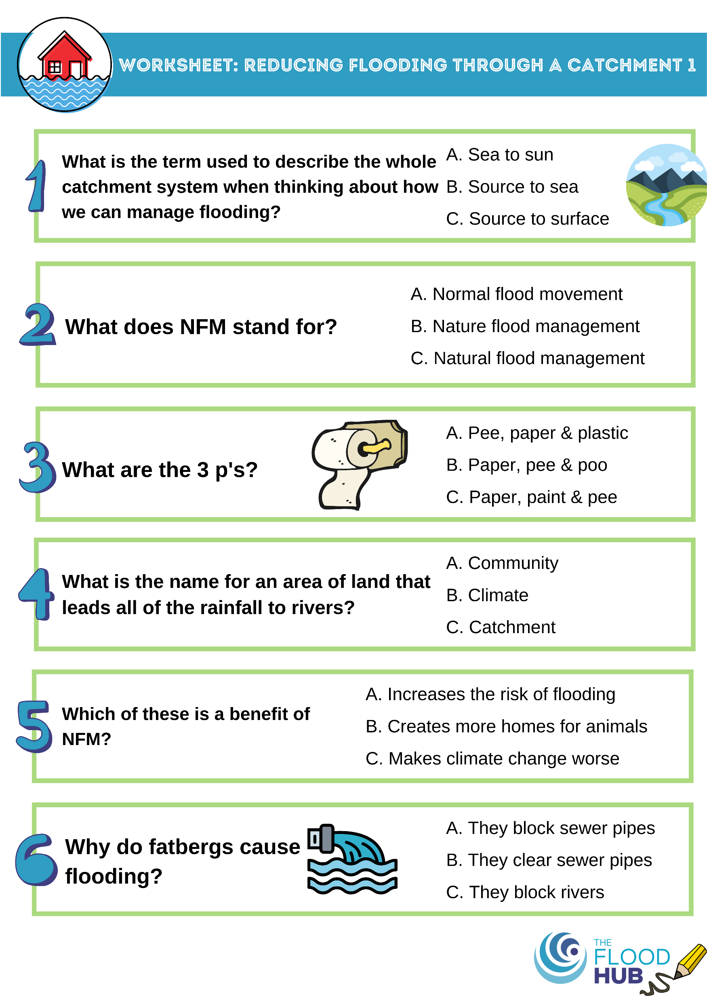 WORKSHEET: REDUCING FLOODING THROUGH A CATCHMENT 1
1
What is the term used to describe the whole
catchment system when thinking about how
we can manage flooding?
A. Sea to sun
B. Source to sea
C. Source to surface
2
What does NFM stand for?
A. Normal flood movement
B. Nature flood management
C. Natural flood management
3
What are the 3 p's?
A. Pee, paper & plastic
B. Paper, pee & poo
C. Paper, paint & pee
4
What is the name for an area of land that
leads all of the rainfall to rivers?
A. Community
B. Climate
C. Catchment
5
Which of these is a benefit of
NFM?
A. Increases the risk of flooding
B. Creates more homes for animals
C. Makes climate change worse
6
Why do fatbergs cause
flooding?
A. They block sewer pipes
B. They clear sewer pipes
C. They block rivers
THE
FLOOD
HUB